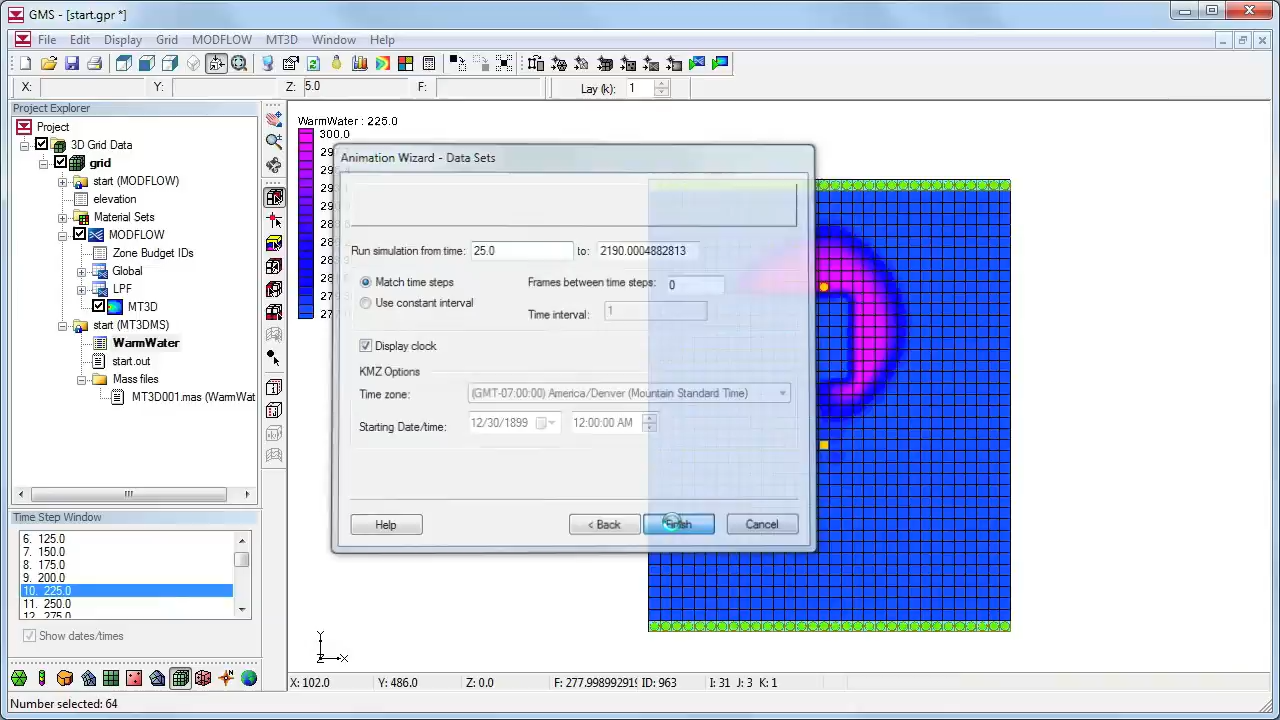 GMS - [start.gpr *]
File Edit Display Grid MODFLOW MT3D Window Help
X: Y: Z: 5.0 F: Lay (k): 1
Project Explorer
Project
3D Grid Data
grid
start (MODFLOW)
elevation
Material Sets
MODFLOW
Zone Budget IDs
Global
LPF
MT3D
start (MT3DMS)
WarmWater
start.out
Mass files
MT3D001.mas (WarmWat
Time Step Window
6. 125.0
7. 150.0
8. 175.0
9. 200.0
10. 225.0
11. 250.0
12. 275.0
Show dates/times
WarmWater : 225.0
300.0
Animation Wizard - Data Sets
Run simulation from time: 25.0 to: 2190.0004882813
Match time steps
Frames between time steps: 0
Use constant interval
Time interval: 1
Display clock
KMZ Options
Time zone: (GMT-07:00:00) America/Denver (Mountain Standard Time)
Starting Date/time: 12/30/1899 12:00:00 AM
Help < Back Finish Cancel
Y
Z X
X: 102.0 Y: 486.0 Z: 0.0 F: 277.998992919 ID: 963 I: 31 J: 3 K: 1
Number selected: 64